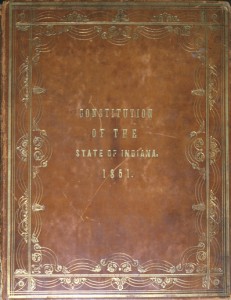 CONSTITUTION
OF THE
STATE OF INDIANA.
1851.